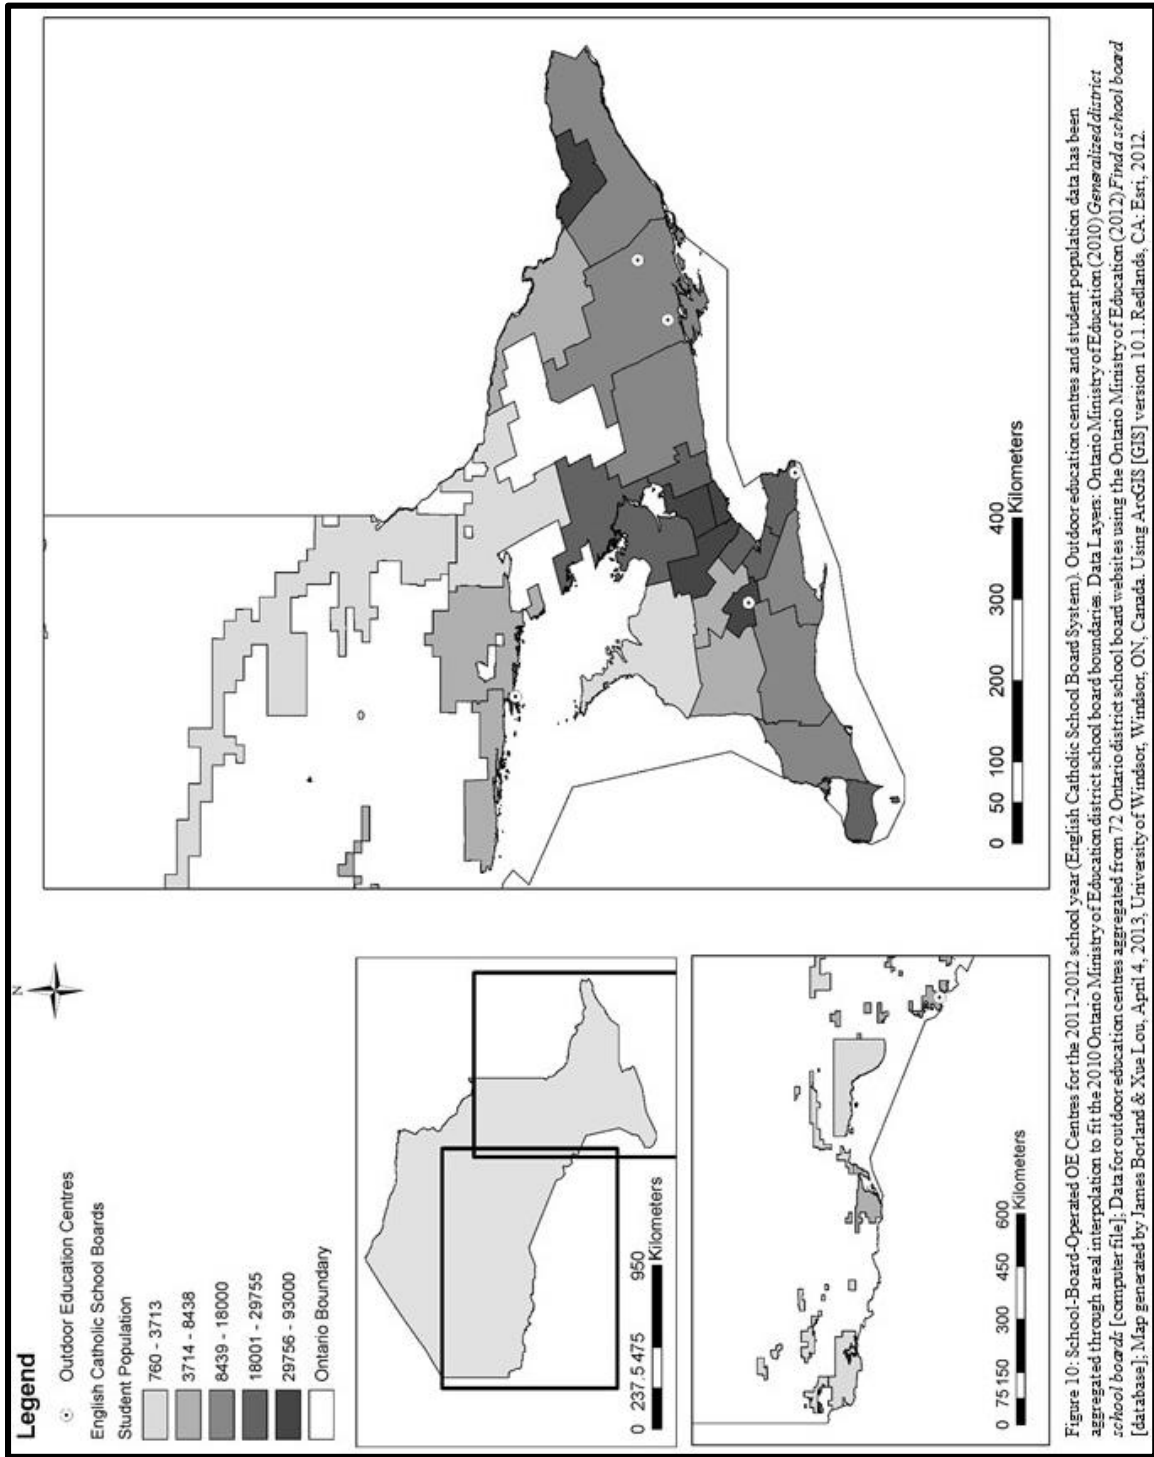 N
Legend
Outdoor Education Centres
English Catholic School Boards
Student Population
760 - 3713
3714 - 8438
8439 - 18000
18001 - 29755
29756 - 93000
Ontario Boundary
0 237.5 475 950
Kilometers
0 75 150 300 450 600
Kilometers
0 50 100 200 300 400
Kilometers
Figure 10: School-Board-Operated OE Centres for the 2011-2012 school year (English Catholic School Board System). Outdoor education centres and student population data has been
aggregated through areal interpolation to fit the 2010 Ontario Ministry of Education district school board boundaries. Data Layers: Ontario Ministry of Education (2010) Generalized district
school boards [computer file]; Data for outdoor education centres aggregated from 72 Ontario district school board websites using the Ontario Ministry of Education (2012) Find a school board
[database]; Map generated by James Borland & Xue Lou, April 4, 2013, University of Windsor, Windsor, ON, Canada. Using ArcGIS [GIS] version 10.1. Redlands, CA: Esri, 2012.